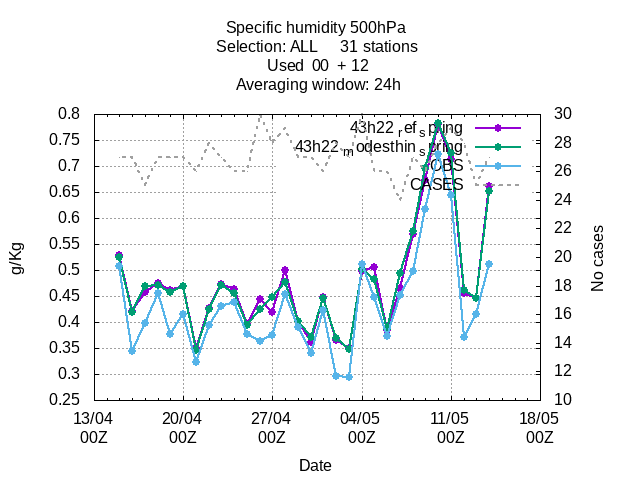 Specific humidity 500hPa
Selection: ALL 31 stations
Used 00 + 12
Averaging window: 24h
43h22_ref_spring
43h22_modesthin_spring
OBS
CASES
0.8
0.75
0.7
0.65
0.6
0.55
0.5
0.45
0.4
0.35
0.3
0.25
30
28
26
24
22
20
18
16
14
12
10
g/Kg
No cases
13/04 20/04 27/04 04/05 11/05 18/05
00Z 00Z 00Z 00Z 00Z 00Z
Date